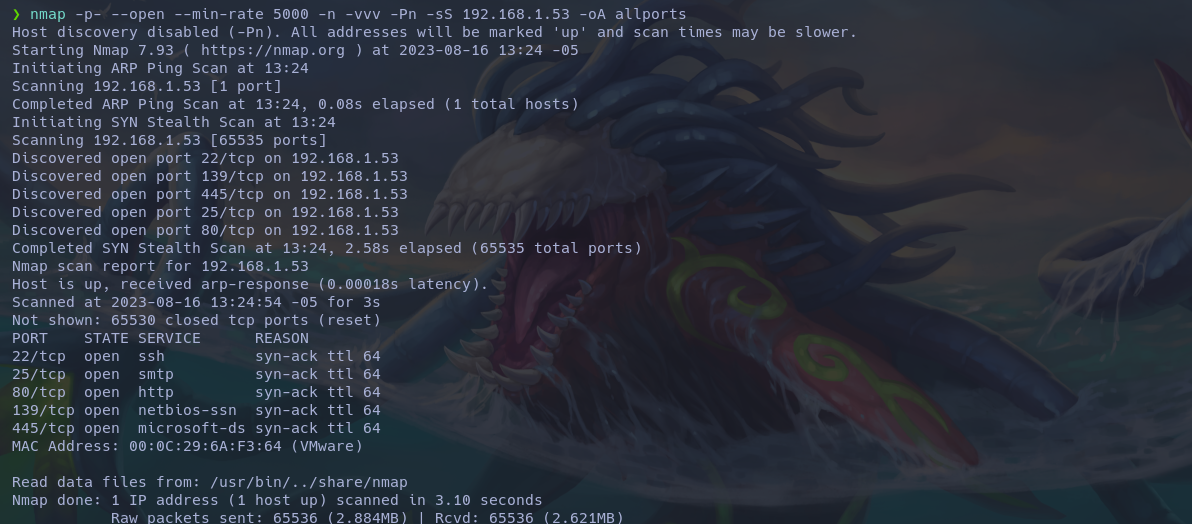 ❯ nmap -p- --open --min-rate 5000 -n -vvv -Pn -sS 192.168.1.53 -oA allports
Host discovery disabled (-Pn). All addresses will be marked 'up' and scan times may be slower.
Starting Nmap 7.93 ( https://nmap.org ) at 2023-08-16 13:24 -05
Initiating ARP Ping Scan at 13:24
Scanning 192.168.1.53 [1 port]
Completed ARP Ping Scan at 13:24, 0.08s elapsed (1 total hosts)
Initiating SYN Stealth Scan at 13:24
Scanning 192.168.1.53 [65535 ports]
Discovered open port 22/tcp on 192.168.1.53
Discovered open port 139/tcp on 192.168.1.53
Discovered open port 445/tcp on 192.168.1.53
Discovered open port 25/tcp on 192.168.1.53
Discovered open port 80/tcp on 192.168.1.53
Completed SYN Stealth Scan at 13:24, 2.58s elapsed (65535 total ports)
Nmap scan report for 192.168.1.53
Host is up, received arp-response (0.00018s latency).
Scanned at 2023-08-16 13:24:54 -05 for 3s
Not shown: 65530 closed tcp ports (reset)
PORT    STATE SERVICE      REASON
22/tcp  open  ssh          syn-ack ttl 64
25/tcp  open  smtp         syn-ack ttl 64
80/tcp  open  http         syn-ack ttl 64
139/tcp open  netbios-ssn  syn-ack ttl 64
445/tcp open  microsoft-ds syn-ack ttl 64
MAC Address: 00:0C:29:6A:F3:64 (VMware)
Read data files from: /usr/bin/../share/nmap
Nmap done: 1 IP address (1 host up) scanned in 3.10 seconds
           Raw packets sent: 65536 (2.884MB) | Rcvd: 65536 (2.621MB)